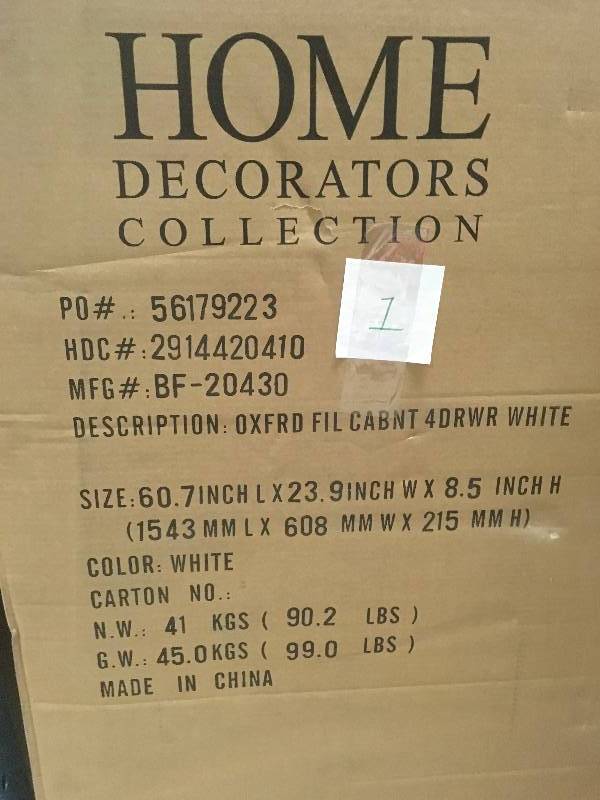 HOME
DECORATORS
COLLECTION
1
PO#.: 56179223
HDC#:2914420410
MFG#:BF-20430
DESCRIPTION: OXFRD FIL CABNT 4DRWR WHITE
SIZE:60.7INCH L X 23.9INCH W X 8.5 INCH H
(1543 MM L X 608 MM W X 215 MM H)
COLOR: WHITE
CARTON NO.:
N.W.: 41 KGS ( 90.2 LBS )
G.W.: 45.0KGS ( 99.0 LBS )
MADE IN CHINA